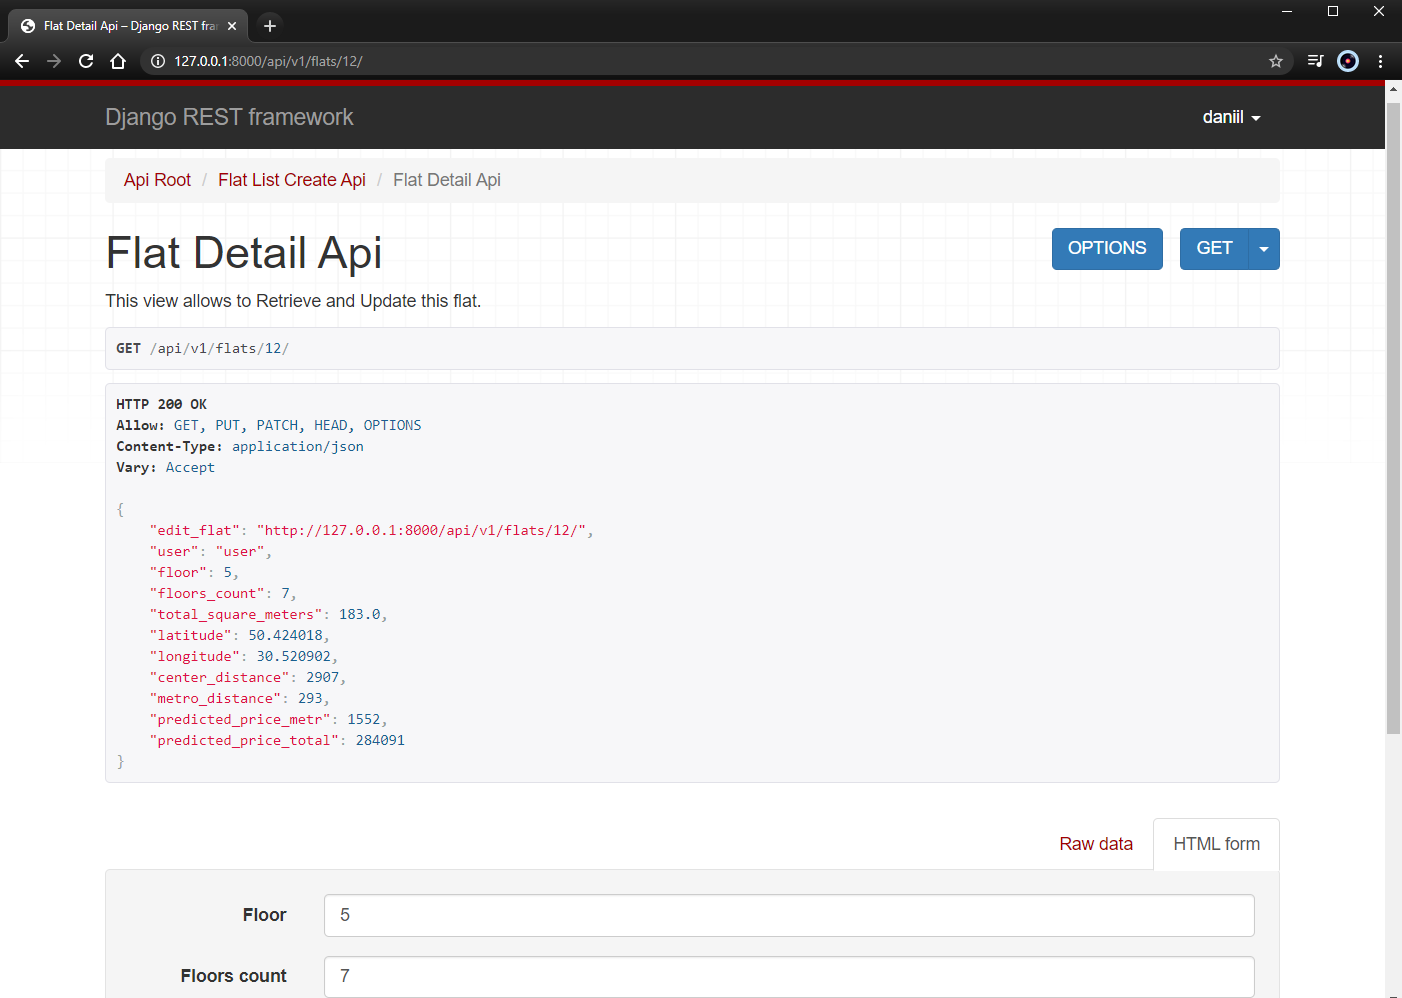 Flat Detail Api – Django REST fra
127.0.0.1:8000/api/v1/flats/12/
Django REST framework
daniil
Api Root / Flat List Create Api / Flat Detail Api
Flat Detail Api
OPTIONS
GET
This view allows to Retrieve and Update this flat.
GET /api/v1/flats/12/
HTTP 200 OK
Allow: GET, PUT, PATCH, HEAD, OPTIONS
Content-Type: application/json
Vary: Accept
{
"edit_flat": "http://127.0.0.1:8000/api/v1/flats/12/",
"user": "user",
"floor": 5,
"floors_count": 7,
"total_square_meters": 183.0,
"latitude": 50.424018,
"longitude": 30.520902,
"center_distance": 2907,
"metro_distance": 293,
"predicted_price_metr": 1552,
"predicted_price_total": 284091
}
Raw data
HTML form
Floor
5
Floors count
7